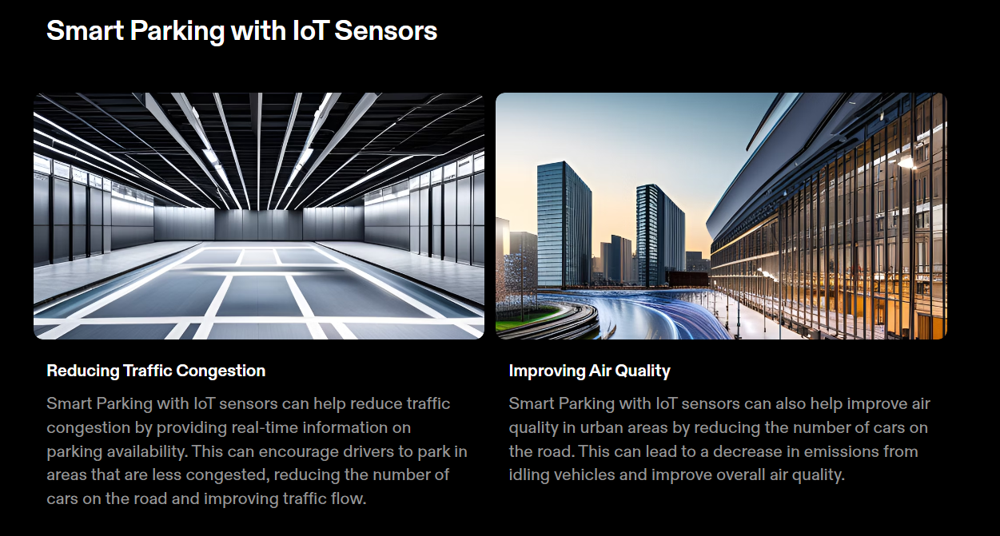 Smart Parking with IoT Sensors
Reducing Traffic Congestion
Smart Parking with IoT sensors can help reduce traffic
congestion by providing real-time information on
parking availability. This can encourage drivers to park in
areas that are less congested, reducing the number of
cars on the road and improving traffic flow.
Improving Air Quality
Smart Parking with IoT sensors can also help improve air
quality in urban areas by reducing the number of cars on
the road. This can lead to a decrease in emissions from
idling vehicles and improve overall air quality.